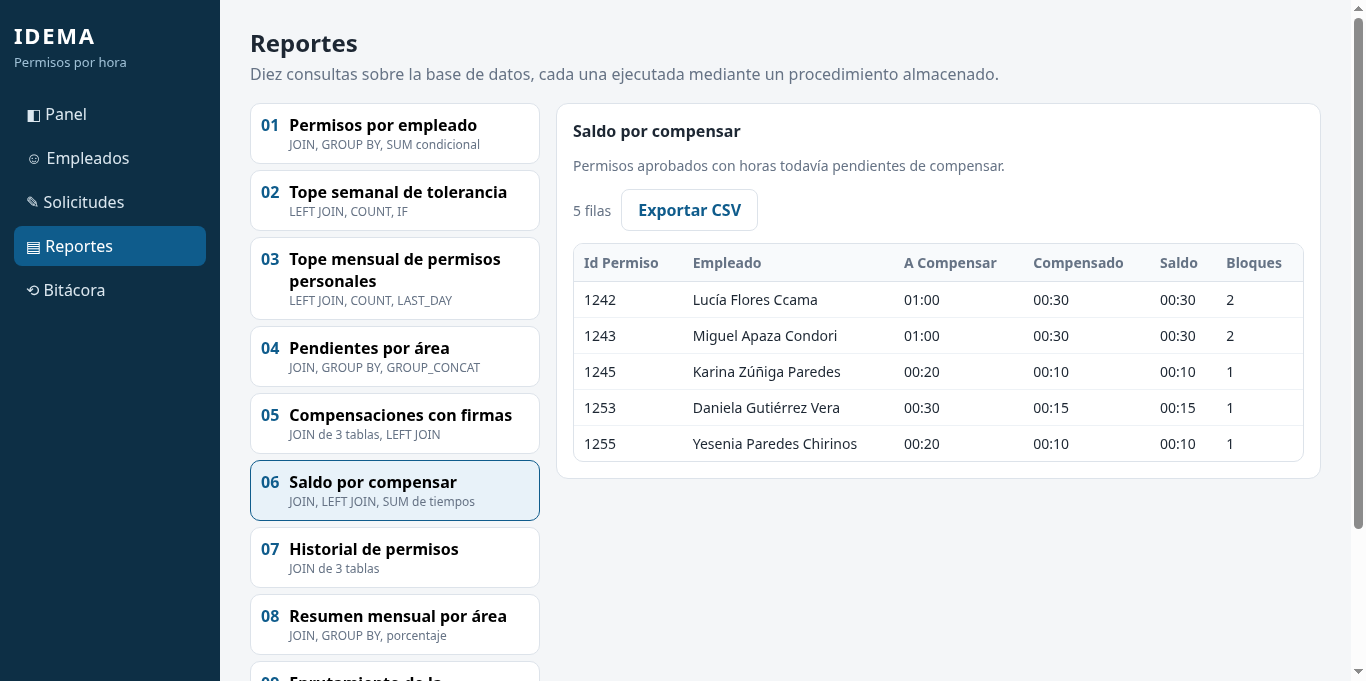 IDEMA
Permisos por hora
Panel
Empleados
Solicitudes
Reportes
Bitácora
Reportes
Diez consultas sobre la base de datos, cada una ejecutada mediante un procedimiento almacenado.
01 Permisos por empleado
JOIN, GROUP BY, SUM condicional
02 Tope semanal de tolerancia
LEFT JOIN, COUNT, IF
03 Tope mensual de permisos
personales
LEFT JOIN, COUNT, LAST_DAY
04 Pendientes por área
JOIN, GROUP BY, GROUP_CONCAT
05 Compensaciones con firmas
JOIN de 3 tablas, LEFT JOIN
06 Saldo por compensar
JOIN, LEFT JOIN, SUM de tiempos
07 Historial de permisos
JOIN de 3 tablas
08 Resumen mensual por área
JOIN, GROUP BY, porcentaje
Saldo por compensar
Permisos aprobados con horas todavía pendientes de compensar.
5 filas Exportar CSV
Id Permiso Empleado A Compensar Compensado Saldo Bloques
1242 Lucía Flores Ccama 01:00 00:30 00:30 2
1243 Miguel Apaza Condori 01:00 00:30 00:30 2
1245 Karina Zúñiga Paredes 00:20 00:10 00:10 1
1253 Daniela Gutiérrez Vera 00:30 00:15 00:15 1
1255 Yesenia Paredes Chirinos 00:20 00:10 00:10 1